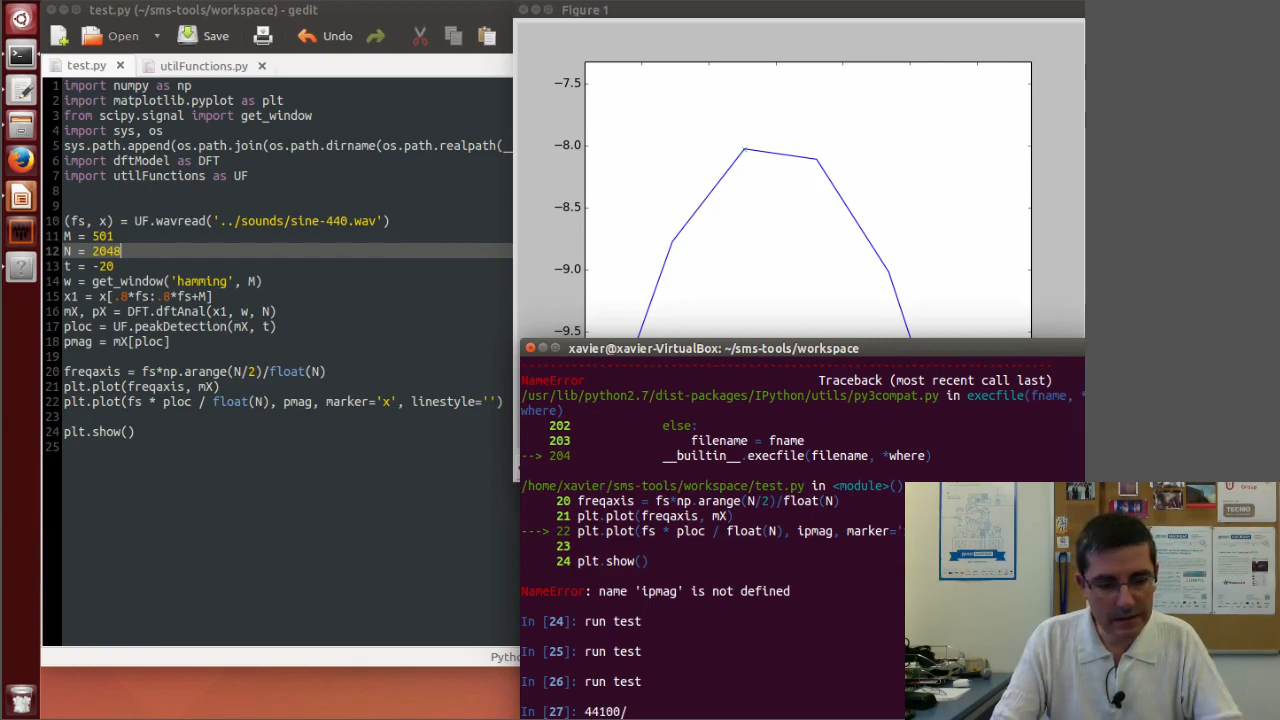 test.py (~/sms-tools/workspace) - gedit
Open
Save
Undo
test.py
utilFunctions.py
1 import numpy as np
2 import matplotlib.pyplot as plt
3 from scipy.signal import get_window
4 import sys, os
5 sys.path.append(os.path.join(os.path.dirname(os.path.realpath(_
6 import dftModel as DFT
7 import utilFunctions as UF
8
9
10 (fs, x) = UF.wavread('../sounds/sine-440.wav')
11 M = 501
12 N = 2048
13 t = -20
14 w = get_window('hamming', M)
15 x1 = x[.8*fs:.8*fs+M]
16 mX, pX = DFT.dftAnal(x1, w, N)
17 ploc = UF.peakDetection(mX, t)
18 pmag = mX[ploc]
19
20 freqaxis = fs*np.arange(N/2)/float(N)
21 plt.plot(freqaxis, mX)
22 plt.plot(fs * ploc / float(N), pmag, marker='x', linestyle='')
23
24 plt.show()
25
Figure 1
−7.5
−8.0
−8.5
−9.0
−9.5
xavier@xavier-VirtualBox: ~/sms-tools/workspace
NameError Traceback (most recent call last)
/usr/lib/python2.7/dist-packages/IPython/utils/py3compat.py in execfile(fname, *
where)
202 else:
203 filename = fname
--> 204 __builtin__.execfile(filename, *where)
/home/xavier/sms-tools/workspace/test.py in <module>()
20 freqaxis = fs*np.arange(N/2)/float(N)
21 plt.plot(freqaxis, mX)
---> 22 plt.plot(fs * ploc / float(N), ipmag, marker='
23
24 plt.show()
NameError: name 'ipmag' is not defined
In [24]: run test
In [25]: run test
In [26]: run test
In [27]: 44100/
Group
TECNIO